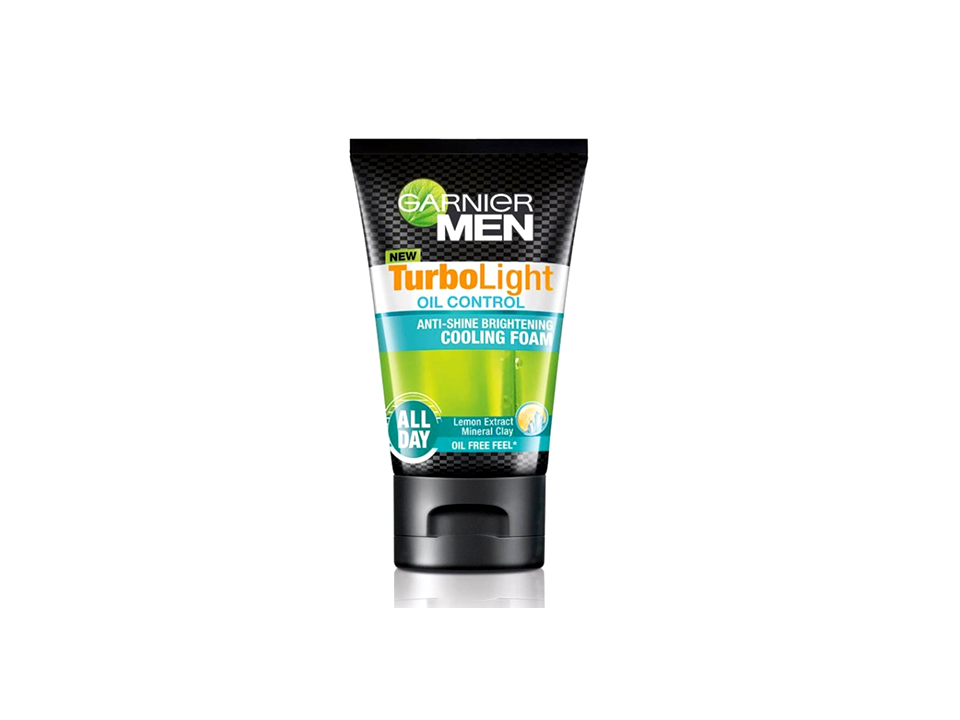 GARNIER
MEN
NEW
TurboLight
OIL CONTROL
ANTI-SHINE BRIGHTENING
COOLING FOAM
ALL
DAY
Lemon Extract
Mineral Clay
OIL FREE FEEL*